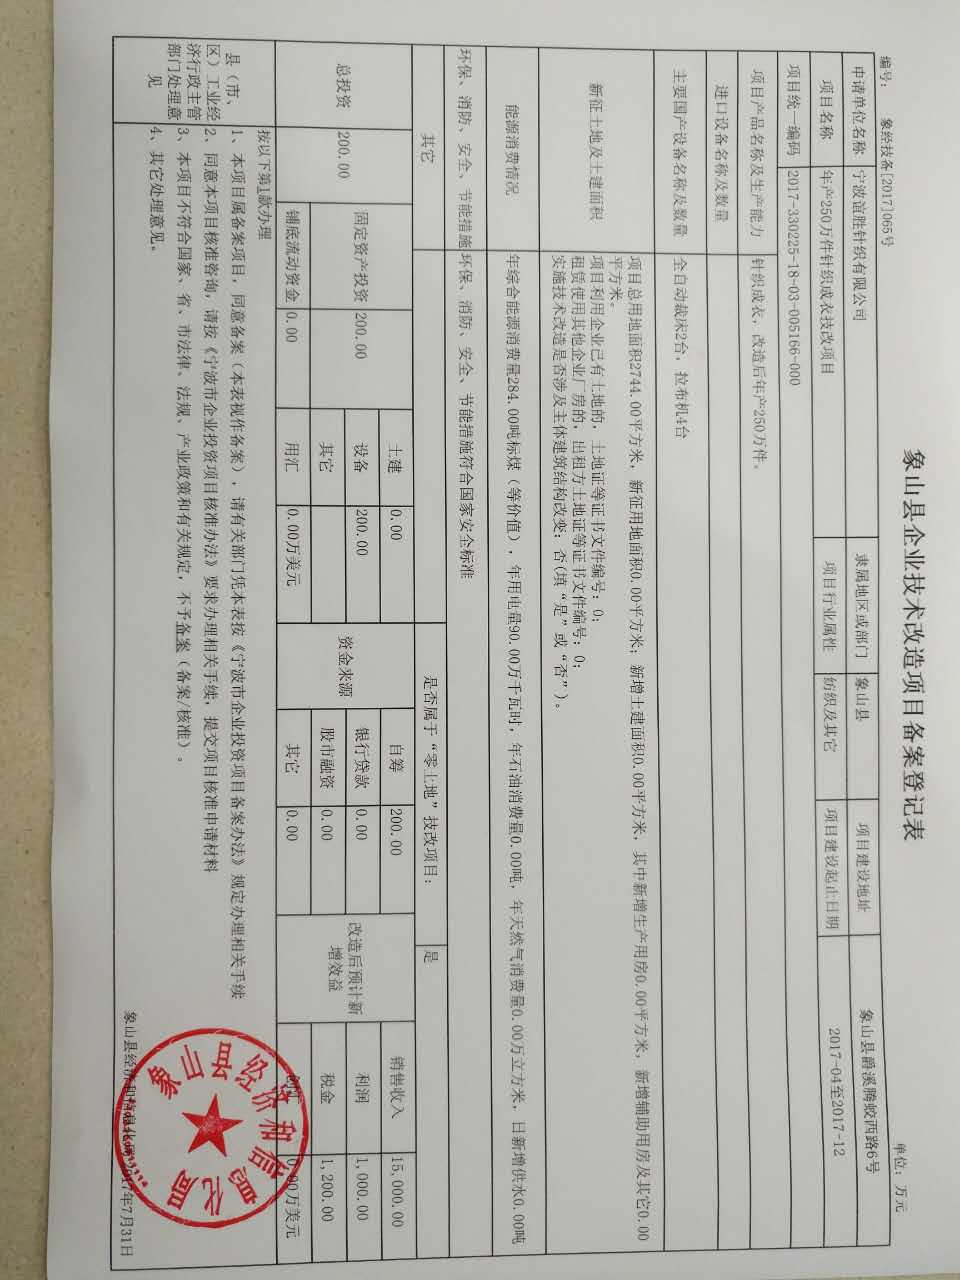 象山县企业技术改造项目备案登记表
编号： 象经技备[2017]065号 单位：万元
申请单位名称 宁波谊胜针织有限公司 隶属地区或部门 象山县 项目建设地址 象山县爵溪腾蛟西路6号
项目名称 年产250万件针织成衣技改项目 项目行业属性 纺织及其它 项目建设起止日期 2017-04至2017-12
项目统一编码 2017-330225-18-03-005166-000
项目产品名称及生产能力 针织成衣，改造后年产250万件。
进口设备名称及数量
主要国产设备名称及数量 全自动裁床2台，拉布机4台
新征土地及土建面积 项目总用地面积2744.00平方米，新征用地面积0.00平方米；新增土建面积0.00平方米，其中新增生产用房0.00平方米，新增辅助用房及其它0.00
平方米。
项目利用企业已有土地的，土地证等证书文件编号：0；
租赁使用其他企业厂房的，出租方土地证等证书文件编号：0；
实施技术改造是否涉及主体建筑结构改变：否(填“是”或“否”)。
能源消费情况 年综合能源消费量284.00吨标煤（等价值），年用电量90.00万千瓦时，年石油消费量0.00吨，年天然气消费量0.00万立方米，日新增供水0.00吨
环保、消防、安全、节能措施 环保、消防、安全、节能措施符合国家安全标准
其它 是否属于“零土地”技改项目： 是
总投资 200.00 固定资产投资 200.00 土建 0.00 资金来源 自筹 200.00 改造后预计新增效益 销售收入 15,000.00
设备 200.00 银行贷款 0.00 利润 1,000.00
其它 股市融资 0.00 税金 1,200.00
铺底流动资金 0.00 用汇 0.00万美元 其它 0.00 创汇 0.00万美元
县（市、
区）工业经
济行政主管
部门处理意
见
按以下第1款办理
1、本项目属备案项目，同意备案（本表视作备案），请有关部门凭本表按《宁波市企业投资项目备案办法》规定办理相关手续
2、同意本项目核准咨询，请按《宁波市企业投资项目核准办法》要求办理相关手续，提交项目核准申请材料
3、本项目不符合国家、省、市法律、法规、产业政策和有关规定，不予备案（备案/核准）。
4、其它处理意见。
象山县经济和信息化局 2017年7月31日
象山县经济和信息化局